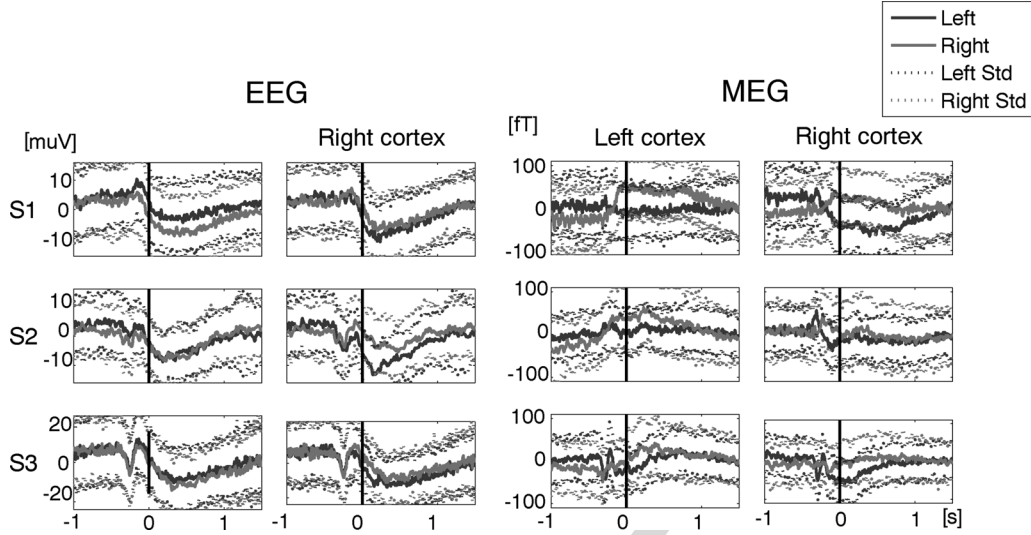 Left
Right
Left Std
Right Std
EEG
MEG
[muV]
Right cortex
[fT]
Left cortex
Right cortex
S1
10
0
-10
100
0
-100
S2
10
0
-10
100
0
-100
S3
20
0
-20
100
0
-100
-1
0
1
-1
0
1
-1
0
1
-1
0
1
[s]